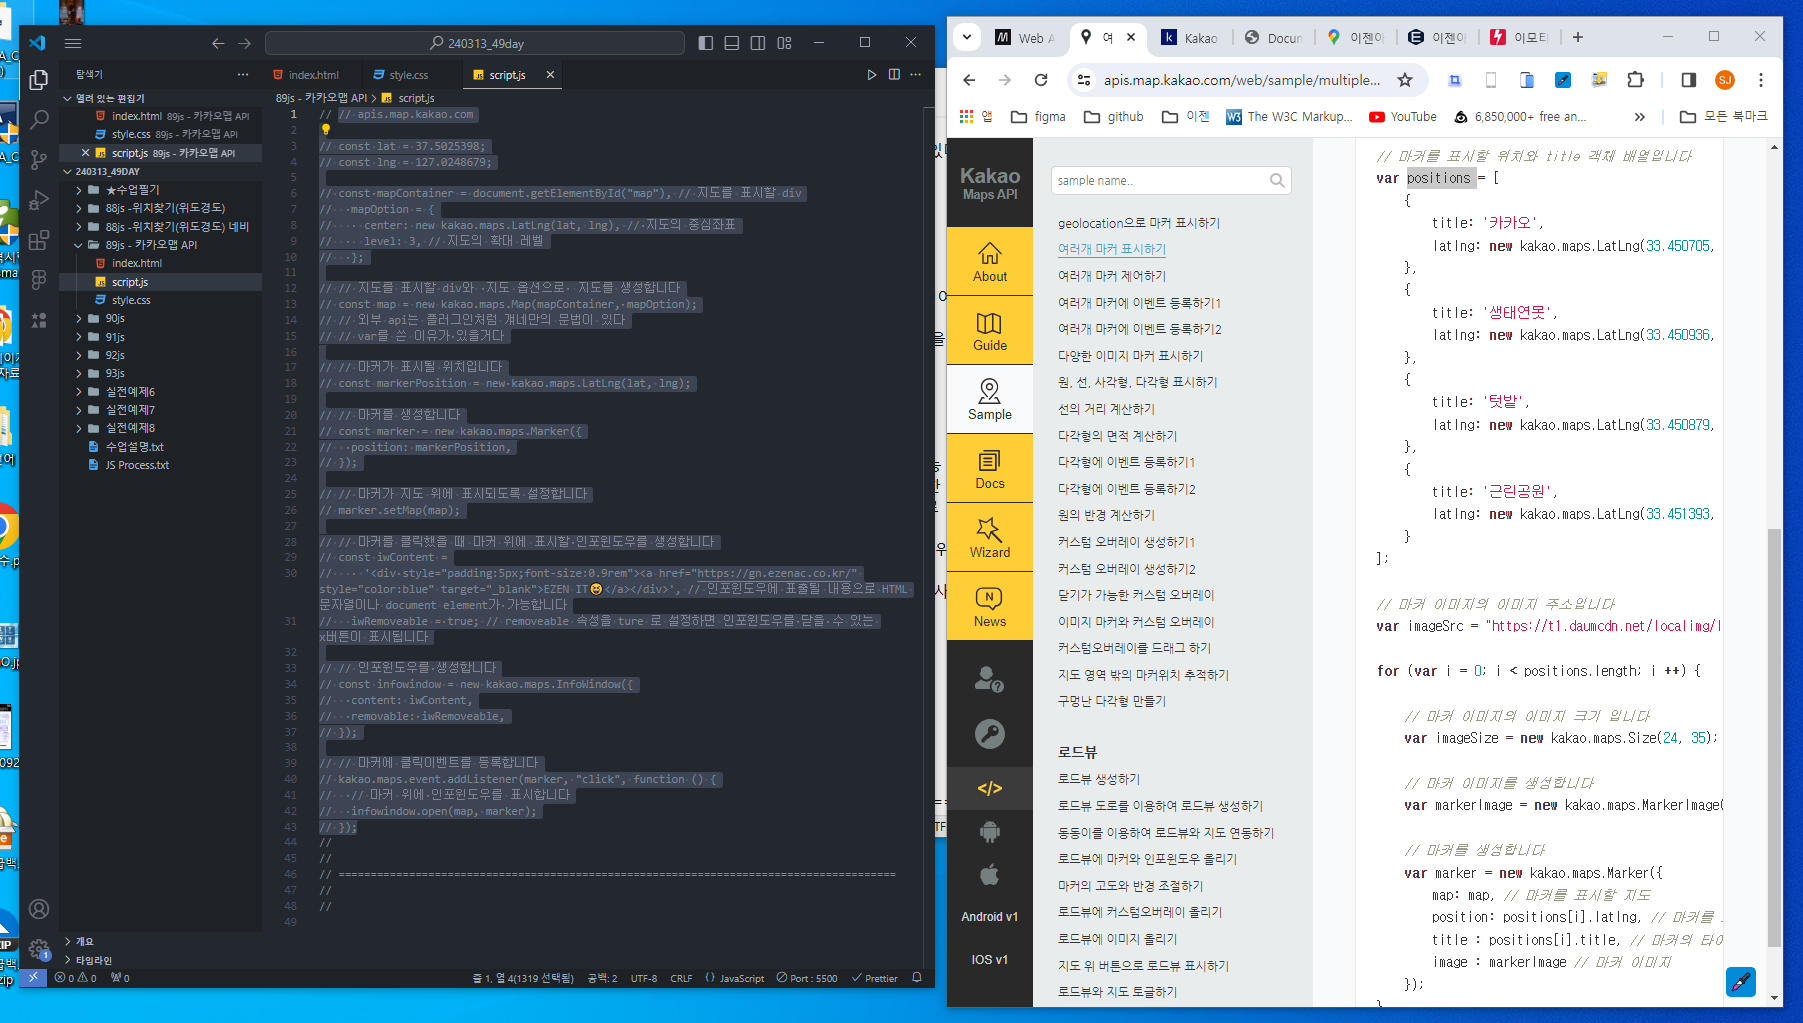 240313_49day
탐색기
index.html
style.css
script.js
열려 있는 편집기
index.html 89js - 카카오맵 API
style.css 89js - 카카오맵 API
script.js 89js - 카카오맵 API
240313_49DAY
★수업필기
88js -위치찾기(위도경도)
88js -위치찾기(위도경도) 네비
89js - 카카오맵 API
index.html
script.js
style.css
90js
91js
92js
93js
실전예제6
실전예제7
실전예제8
수업설명.txt
JS Process.txt
개요
타임라인
89js - 카카오맵 API > script.js
1 // // apis.map.kakao.com
2
3 // const lat = 37.5025398;
4 // const lng = 127.0248679;
5
6 // const mapContainer = document.getElementById("map"), // 지도를 표시할 div
7 // mapOption = {
8 // center: new kakao.maps.LatLng(lat, lng), // 지도의 중심좌표
9 // level: 3, // 지도의 확대 레벨
10 // };
11
12 // // 지도를 표시할 div와  지도 옵션으로  지도를 생성합니다
13 // const map = new kakao.maps.Map(mapContainer, mapOption);
14 // // 외부 api는 플러그인처럼 걔네만의 문법이 있다
15 // // var를 쓴 이유가 있을거다
16
17 // // 마커가 표시될 위치입니다
18 // const markerPosition = new kakao.maps.LatLng(lat, lng);
19
20 // // 마커를 생성합니다
21 // const marker = new kakao.maps.Marker({
22 // position: markerPosition,
23 // });
24
25 // // 마커가 지도 위에 표시되도록 설정합니다
26 // marker.setMap(map);
27
28 // // 마커를 클릭했을 때 마커 위에 표시할 인포윈도우를 생성합니다
29 // const iwContent =
30 // '<div style="padding:5px;font-size:0.9rem"><a href="https://gn.ezenac.co.kr/"
style="color:blue" target="_blank">EZEN IT😆</a></div>', // 인포윈도우에 표출될 내용으로 HTML
문자열이나 document element가 가능합니다
31 // iwRemoveable = true; // removeable 속성을 ture 로 설정하면 인포윈도우를 닫을 수 있는
x버튼이 표시됩니다
32
33 // // 인포윈도우를 생성합니다
34 // const infowindow = new kakao.maps.InfoWindow({
35 // content: iwContent,
36 // removable: iwRemoveable,
37 // });
38
39 // // 마커에 클릭이벤트를 등록합니다
40 // kakao.maps.event.addListener(marker, "click", function () {
41 // // 마커 위에 인포윈도우를 표시합니다
42 // infowindow.open(map, marker);
43 // });
44 //
45 //
46 // =======================================================================================
47 //
48 //
49
0 0 0
줄 1, 열 4(1319 선택됨) 공백: 2 UTF-8 CRLF {} JavaScript Port : 5500 Prettier
Web A
여
Kakao
Docun
이젠아
이젠아
이모티
apis.map.kakao.com/web/sample/multiple...
SJ
앱 figma github 이젠 The W3C Markup... YouTube 6,850,000+ free an... » 모든 북마크
Kakao
Maps API
About
Guide
Sample
Docs
Wizard
News
Android v1
IOS v1
sample name..
geolocation으로 마커 표시하기
여러개 마커 표시하기
여러개 마커 제어하기
여러개 마커에 이벤트 등록하기1
여러개 마커에 이벤트 등록하기2
다양한 이미지 마커 표시하기
원, 선, 사각형, 다각형 표시하기
선의 거리 계산하기
다각형의 면적 계산하기
다각형에 이벤트 등록하기1
다각형에 이벤트 등록하기2
원의 반경 계산하기
커스텀 오버레이 생성하기1
커스텀 오버레이 생성하기2
닫기가 가능한 커스텀 오버레이
이미지 마커와 커스텀 오버레이
커스텀오버레이를 드래그 하기
지도 영역 밖의 마커위치 추적하기
구멍난 다각형 만들기
로드뷰
로드뷰 생성하기
로드뷰 도로를 이용하여 로드뷰 생성하기
동동이를 이용하여 로드뷰와 지도 연동하기
로드뷰에 마커와 인포윈도우 올리기
마커의 고도와 반경 조절하기
로드뷰에 커스텀오버레이 올리기
로드뷰에 이미지 올리기
지도 위 버튼으로 로드뷰 표시하기
로드뷰와 지도 토글하기
// 마커를 표시할 위치와 title 객체 배열입니다
var positions = [
{
title: '카카오',
latlng: new kakao.maps.LatLng(33.450705,
},
{
title: '생태연못',
latlng: new kakao.maps.LatLng(33.450936,
},
{
title: '텃밭',
latlng: new kakao.maps.LatLng(33.450879,
},
{
title: '근린공원',
latlng: new kakao.maps.LatLng(33.451393,
}
];
// 마커 이미지의 이미지 주소입니다
var imageSrc = "https://t1.daumcdn.net/localimg/l
for (var i = 0; i < positions.length; i ++) {
// 마커 이미지의 이미지 크기 입니다
var imageSize = new kakao.maps.Size(24, 35);
// 마커 이미지를 생성합니다
var markerImage = new kakao.maps.MarkerImage(
// 마커를 생성합니다
var marker = new kakao.maps.Marker({
map: map, // 마커를 표시할 지도
position: positions[i].latlng, // 마커를
title : positions[i].title, // 마커의 타이
image : markerImage // 마커 이미지
});
}